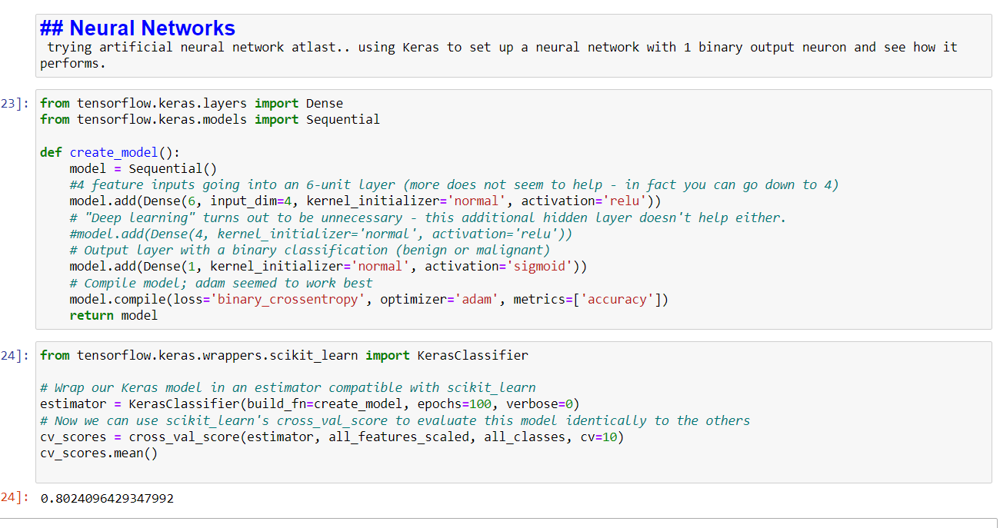 ## Neural Networks
trying artificial neural network atlast.. using Keras to set up a neural network with 1 binary output neuron and see how it
performs.
23]: from tensorflow.keras.layers import Dense
from tensorflow.keras.models import Sequential
def create_model():
model = Sequential()
#4 feature inputs going into an 6-unit layer (more does not seem to help - in fact you can go down to 4)
model.add(Dense(6, input_dim=4, kernel_initializer='normal', activation='relu'))
# "Deep learning" turns out to be unnecessary - this additional hidden layer doesn't help either.
#model.add(Dense(4, kernel_initializer='normal', activation='relu'))
# Output layer with a binary classification (benign or malignant)
model.add(Dense(1, kernel_initializer='normal', activation='sigmoid'))
# Compile model; adam seemed to work best
model.compile(loss='binary_crossentropy', optimizer='adam', metrics=['accuracy'])
return model
24]: from tensorflow.keras.wrappers.scikit_learn import KerasClassifier
# Wrap our Keras model in an estimator compatible with scikit_learn
estimator = KerasClassifier(build_fn=create_model, epochs=100, verbose=0)
# Now we can use scikit_learn's cross_val_score to evaluate this model identically to the others
cv_scores = cross_val_score(estimator, all_features_scaled, all_classes, cv=10)
cv_scores.mean()
24]: 0.8024096429347992